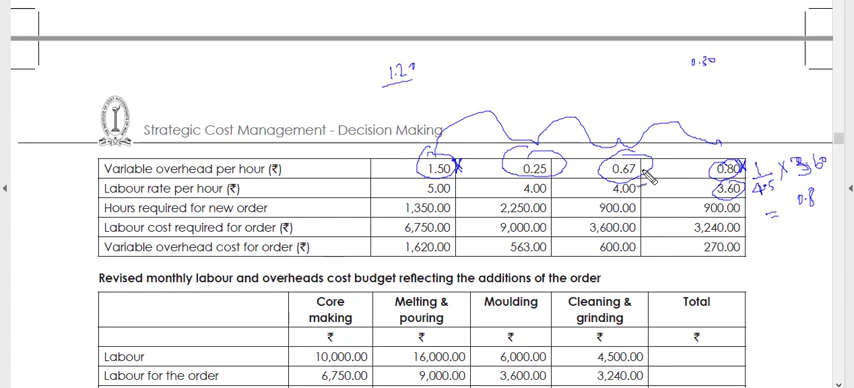 1.20
0.30
Strategic Cost Management - Decision Making
Variable overhead per hour (₹) 1.50 x 0.25 0.67 0.80 x 1/4.5 x 3.60
Labour rate per hour (₹) 5.00 4.00 4.00 3.60
= 0.8
Hours required for new order 1,350.00 2,250.00 900.00 900.00
Labour cost required for order (₹) 6,750.00 9,000.00 3,600.00 3,240.00
Variable overhead cost for order (₹) 1,620.00 563.00 600.00 270.00
Revised monthly labour and overheads cost budget reflecting the additions of the order
Core making Melting & pouring Moulding Cleaning & grinding Total
₹ ₹ ₹ ₹ ₹
Labour 10,000.00 16,000.00 6,000.00 4,500.00
Labour for the order 6,750.00 9,000.00 3,600.00 3,240.00